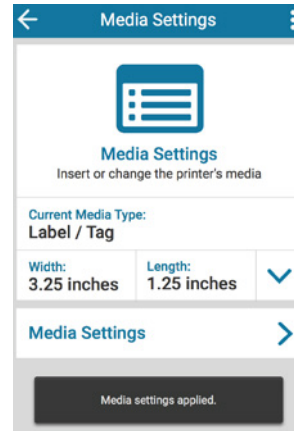 Media Settings
Media Settings
Insert or change the printer's media
Current Media Type:
Label / Tag
Width: Length:
3.25 inches 1.25 inches
Media Settings
Media settings applied.